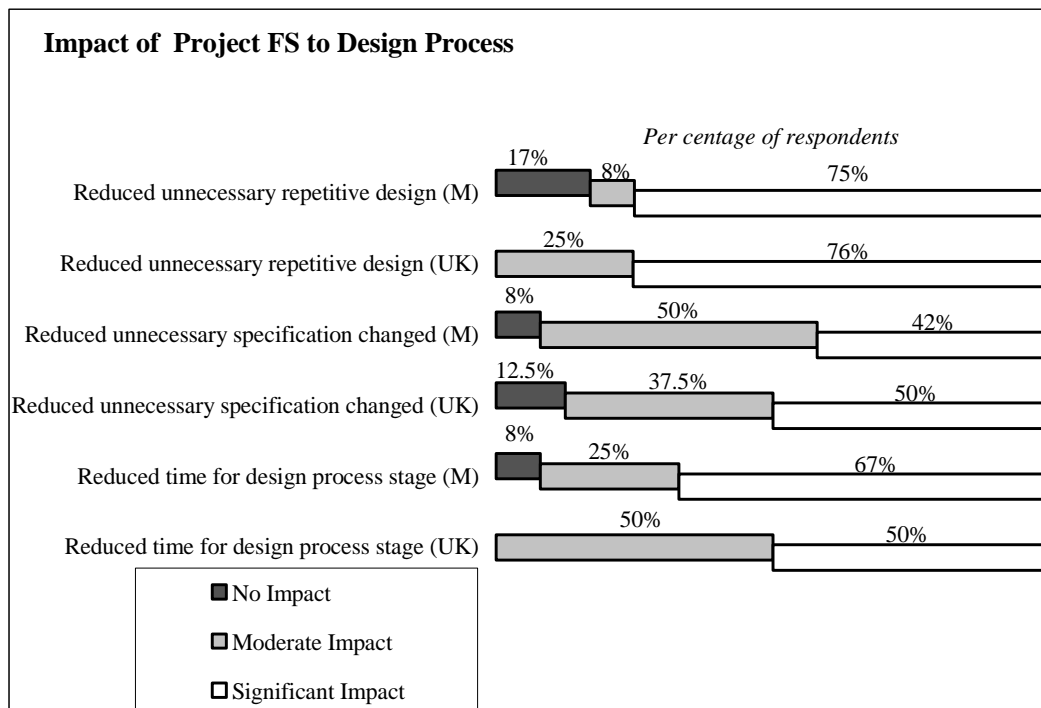 Impact of Project FS to Design Process
Per centage of respondents
17%
8%
75%
Reduced unnecessary repetitive design (M)
25%
76%
Reduced unnecessary repetitive design (UK)
8%
50%
42%
Reduced unnecessary specification changed (M)
12.5%
37.5%
50%
Reduced unnecessary specification changed (UK)
8%
25%
67%
Reduced time for design process stage (M)
50%
50%
Reduced time for design process stage (UK)
No Impact
Moderate Impact
Significant Impact